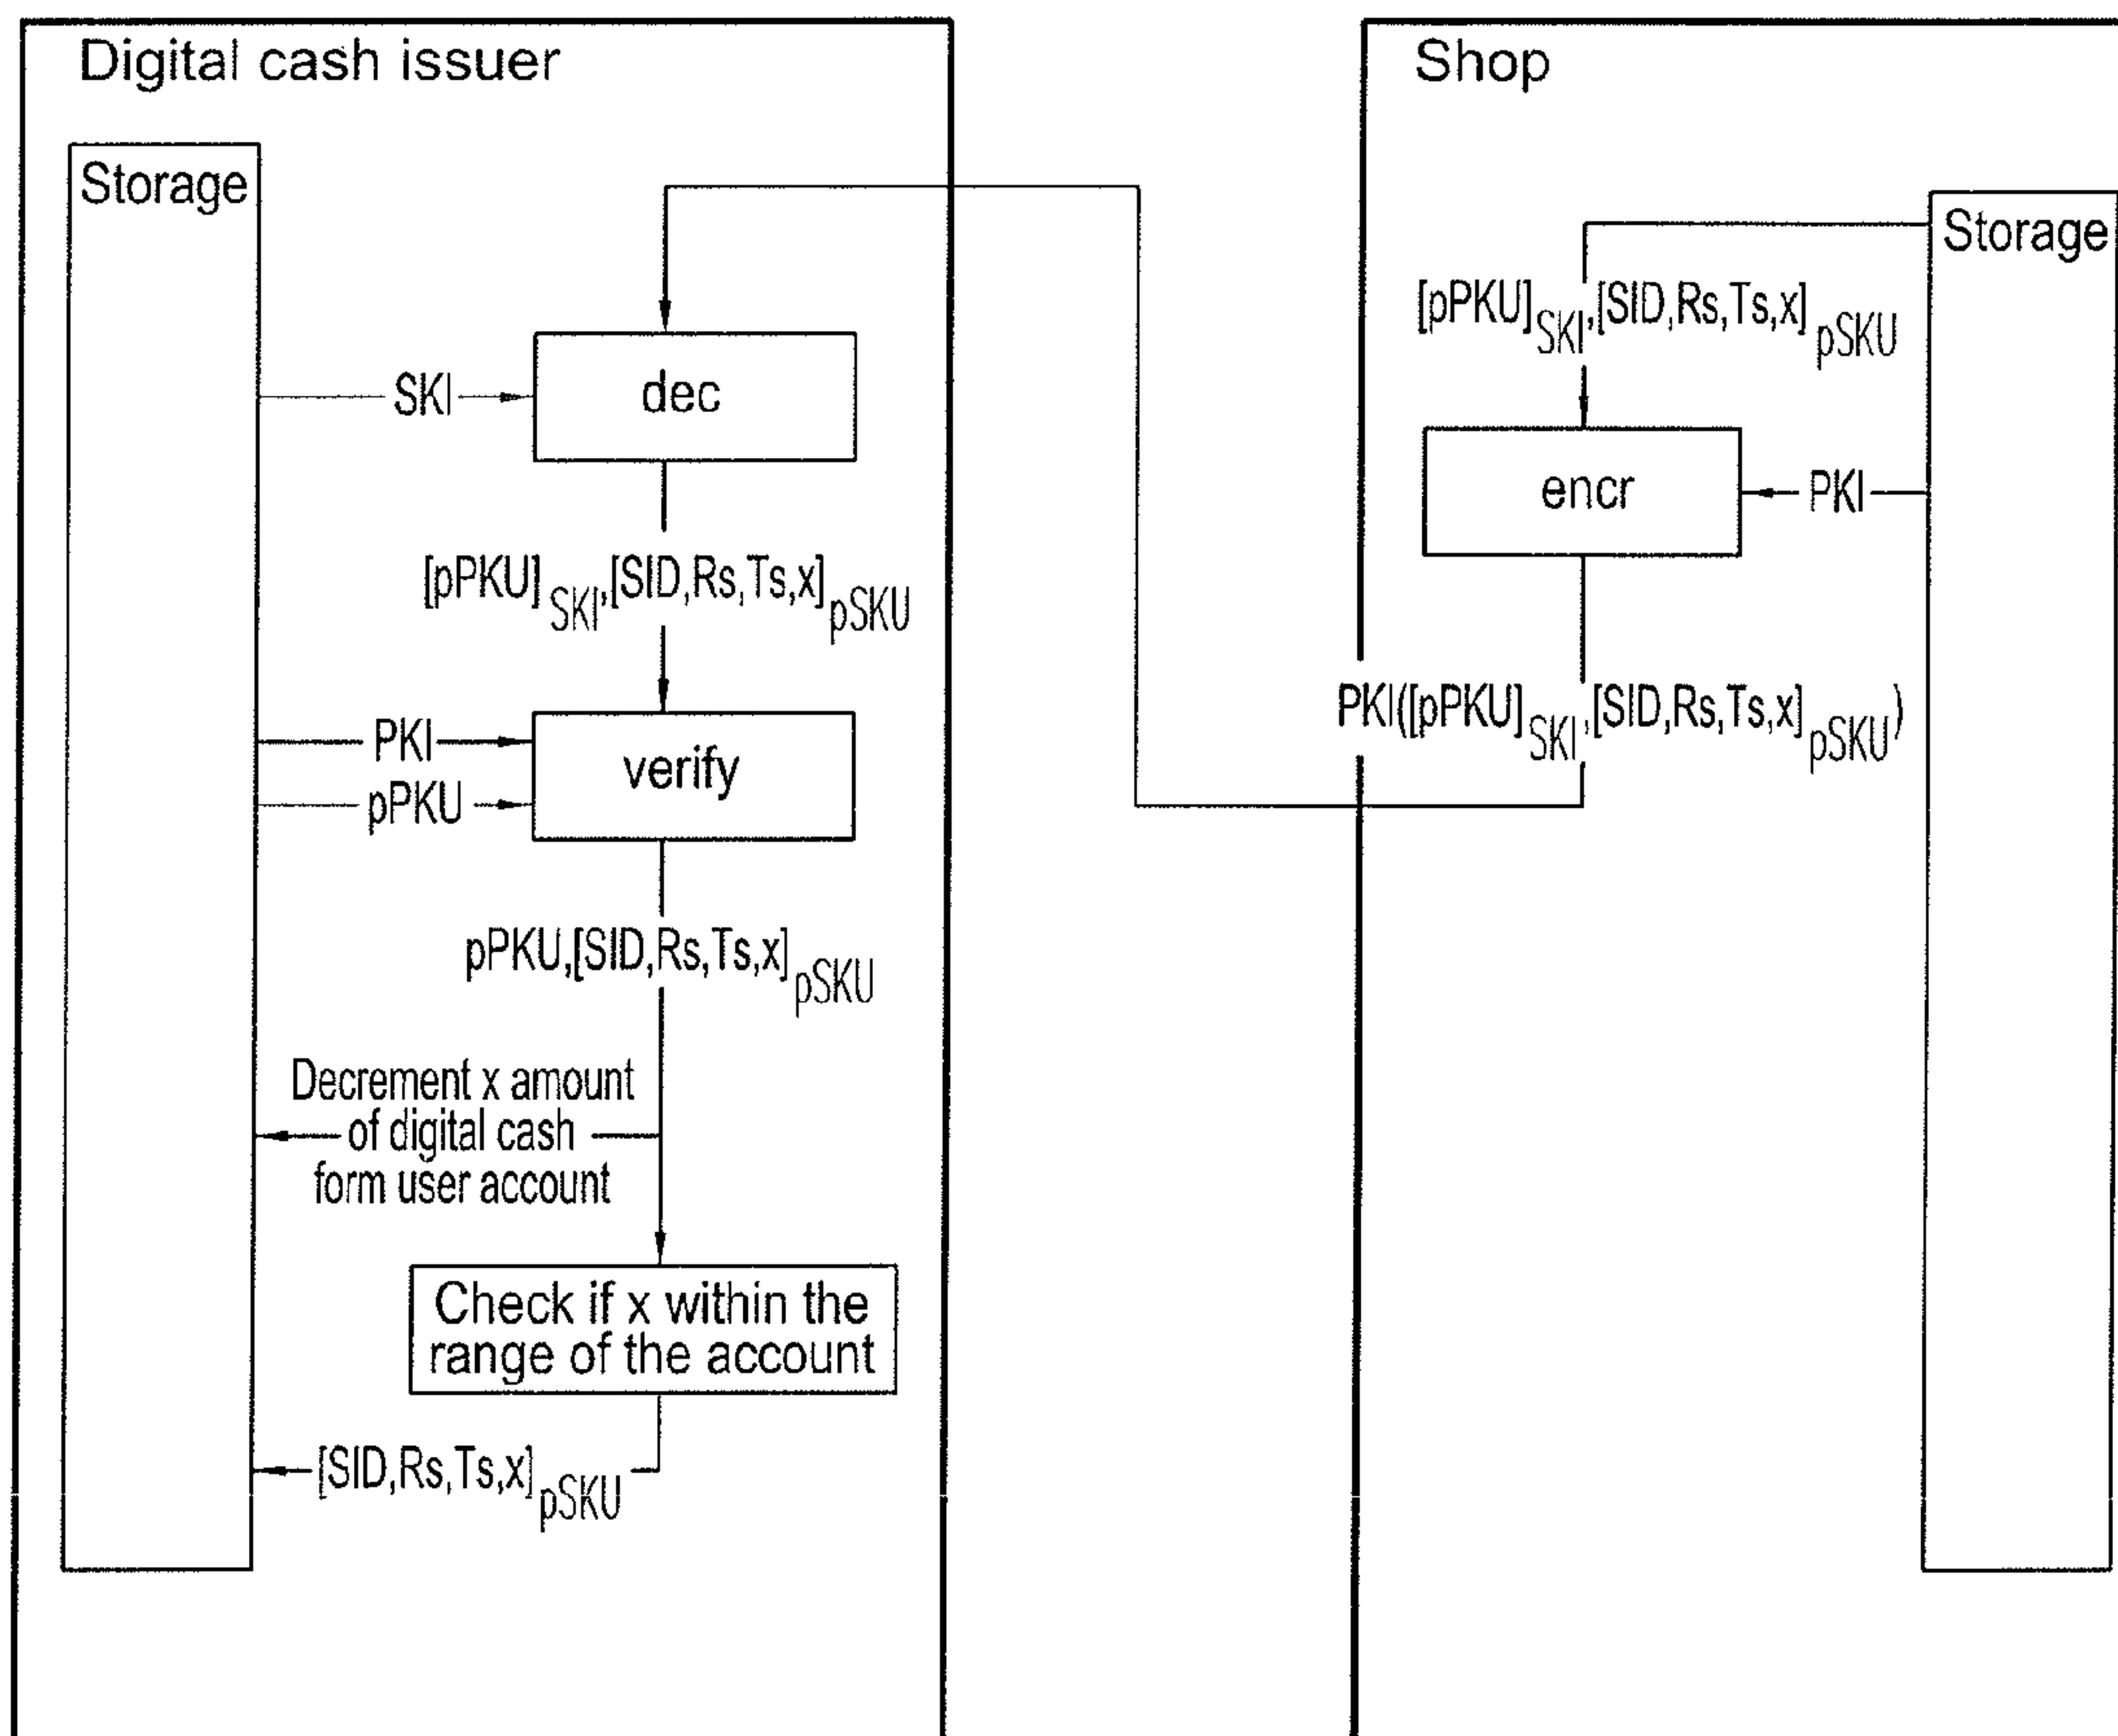 Digital cash issuer
Storage
SKI
dec
[pPKU]SKI,[SID,Rs,Ts,x]pSKU
PKI
verify
pPKU
pPKU,[SID,Rs,Ts,x]pSKU
Decrement x amount
of digital cash
form user account
Check if x within the
range of the account
[SID,Rs,Ts,x]pSKU
Shop
Storage
[pPKU]SKI,[SID,Rs,Ts,x]pSKU
encr
PKI
PKI([pPKU]SKI,[SID,Rs,Ts,x]pSKU)